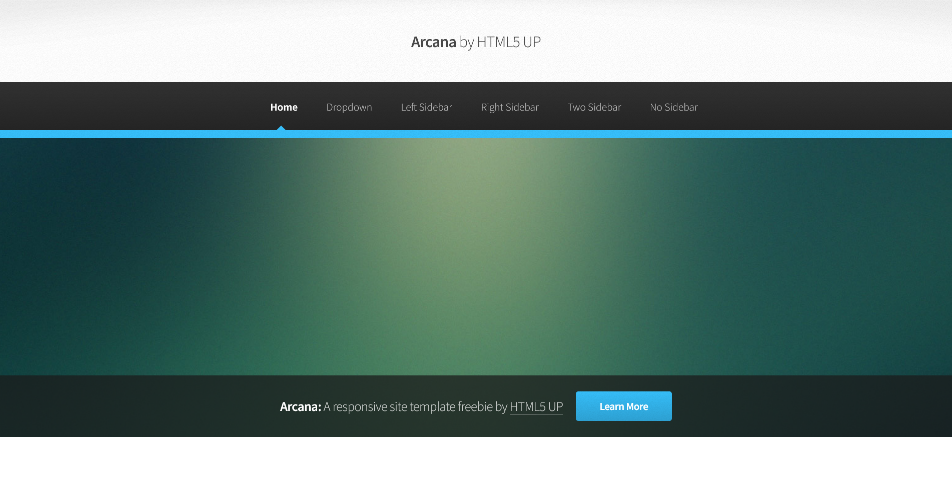 Arcana by HTML5 UP
Home Dropdown Left Sidebar Right Sidebar Two Sidebar No Sidebar
Arcana: A responsive site template freebie by HTML5 UP Learn More